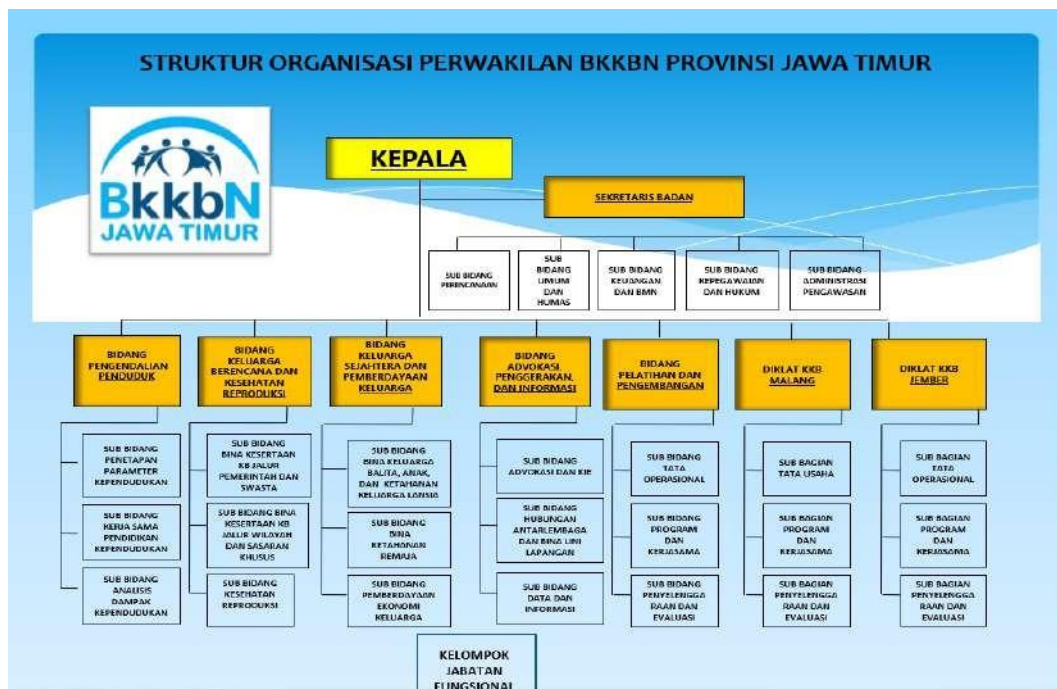 STRUKTUR ORGANISASI PERWAKILAN BKKBN PROVINSI JAWA TIMUR
BkkbN
JAWA TIMUR
KEPALA
SEKRETARIS BADAN
SUB BIDANG
PERENCANAAN
SUB
BIDANG
UMUM
DAN
HUMAS
SUB BIDANG
KEUANGAN
DAN BMN
SUB BIDANG
KEPEGAWAIAN
DAN HUKUM
SUB BIDANG
ADMINISTRASI
PENGAWASAN
BIDANG
PENGENDALIAN
PENDUDUK
BIDANG
KELUARGA
BERENCANA DAN
KESEHATAN
REPRODUKSI
BIDANG
KELUARGA
SEJAHTERA DAN
PEMBERDAYAAN
KELUARGA
BIDANG
ADVOKASI,
PENGGERAKAN,
DAN INFORMASI
BIDANG
PELATIHAN DAN
PENGEMBANGAN
DIKLAT KKB
MALANG
DIKLAT KKB
JEMBER
SUB BIDANG
PENETAPAN
PARAMETER
KEPENDUDUKAN
SUB BIDANG
KERJA SAMA
PENDIDIKAN
KEPENDUDUKAN
SUB BIDANG
ANALISIS
DAMPAK
KEPENDUDUKAN
SUB BIDANG
BINA KESERTAAN
KB JALUR
PEMERINTAH DAN
SWASTA
SUB BIDANG BINA
KESERTAAN KB
JALUR WILAYAH
DAN SASARAN
KHUSUS
SUB BIDANG
KESEHATAN
REPRODUKSI
SUB BIDANG
BINA KELUARGA
BALITA, ANAK,
DAN KETAHANAN
KELUARGA LANSIA
SUB BIDANG
BINA
KETAHANAN
REMAJA
SUB BIDANG
PEMBERDAYAAN
EKONOMI
KELUARGA
SUB BIDANG
ADVOKASI DAN KIE
SUB BIDANG
HUBUNGAN
ANTARLEMBAGA
DAN BINA LINI
LAPANGAN
SUB BIDANG
DATA DAN
INFORMASI
SUB BIDANG
TATA
OPERASIONAL
SUB BIDANG
PROGRAM
DAN
KERJASAMA
SUB BIDANG
PENYELENGGA
RAAN DAN
EVALUASI
SUB BAGIAN
TATA USAHA
SUB BAGIAN
PROGRAM
DAN
KERJASAMA
SUB BAGIAN
PENYELENGGA
RAAN DAN
EVALUASI
SUB BAGIAN
TATA
OPERASIONAL
SUB BAGIAN
PROGRAM
DAN
KERJASAMA
SUB BAGIAN
PENYELENGGA
RAAN DAN
EVALUASI
KELOMPOK
JABATAN
FUNGSIONAL